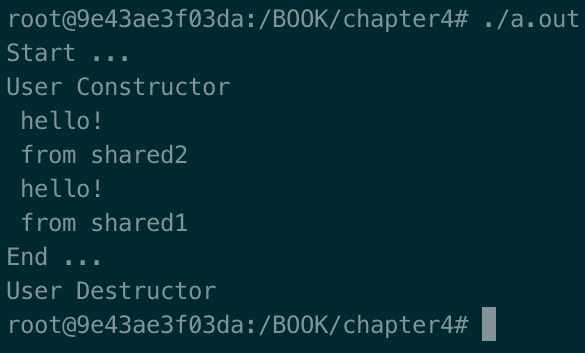 root@9e43ae3f03da:/BOOK/chapter4# ./a.out
Start ...
User Constructor
 hello!
 from shared2
 hello!
 from shared1
End ...
User Destructor
root@9e43ae3f03da:/BOOK/chapter4#